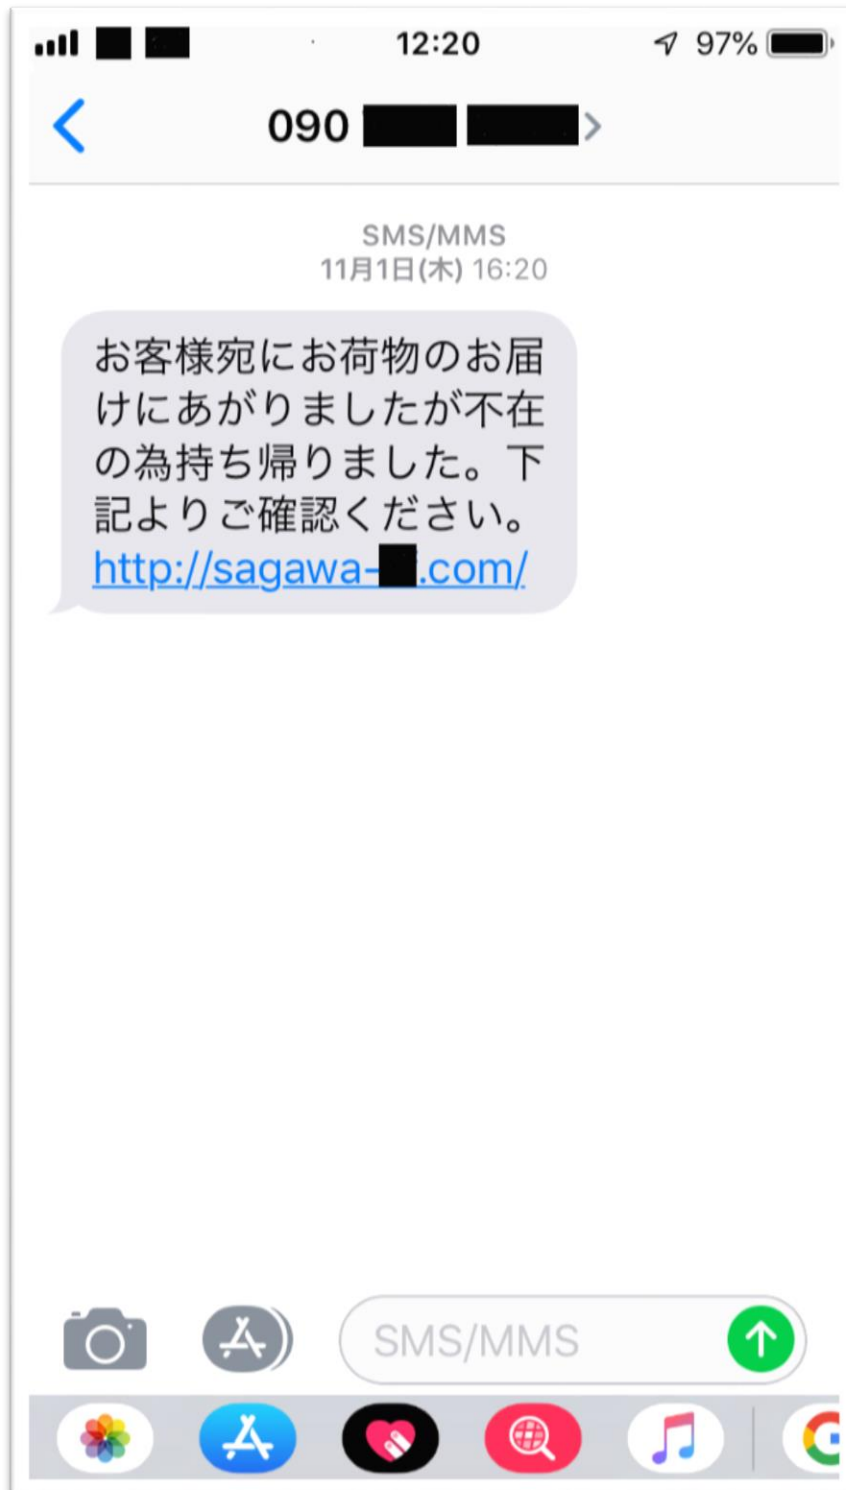 12:20
97%
090
SMS/MMS
11月1日(木) 16:20
お客様宛にお荷物のお届
けにあがりましたが不在
の為持ち帰りました。下
記よりご確認ください。
http://sagawa- .com/
SMS/MMS